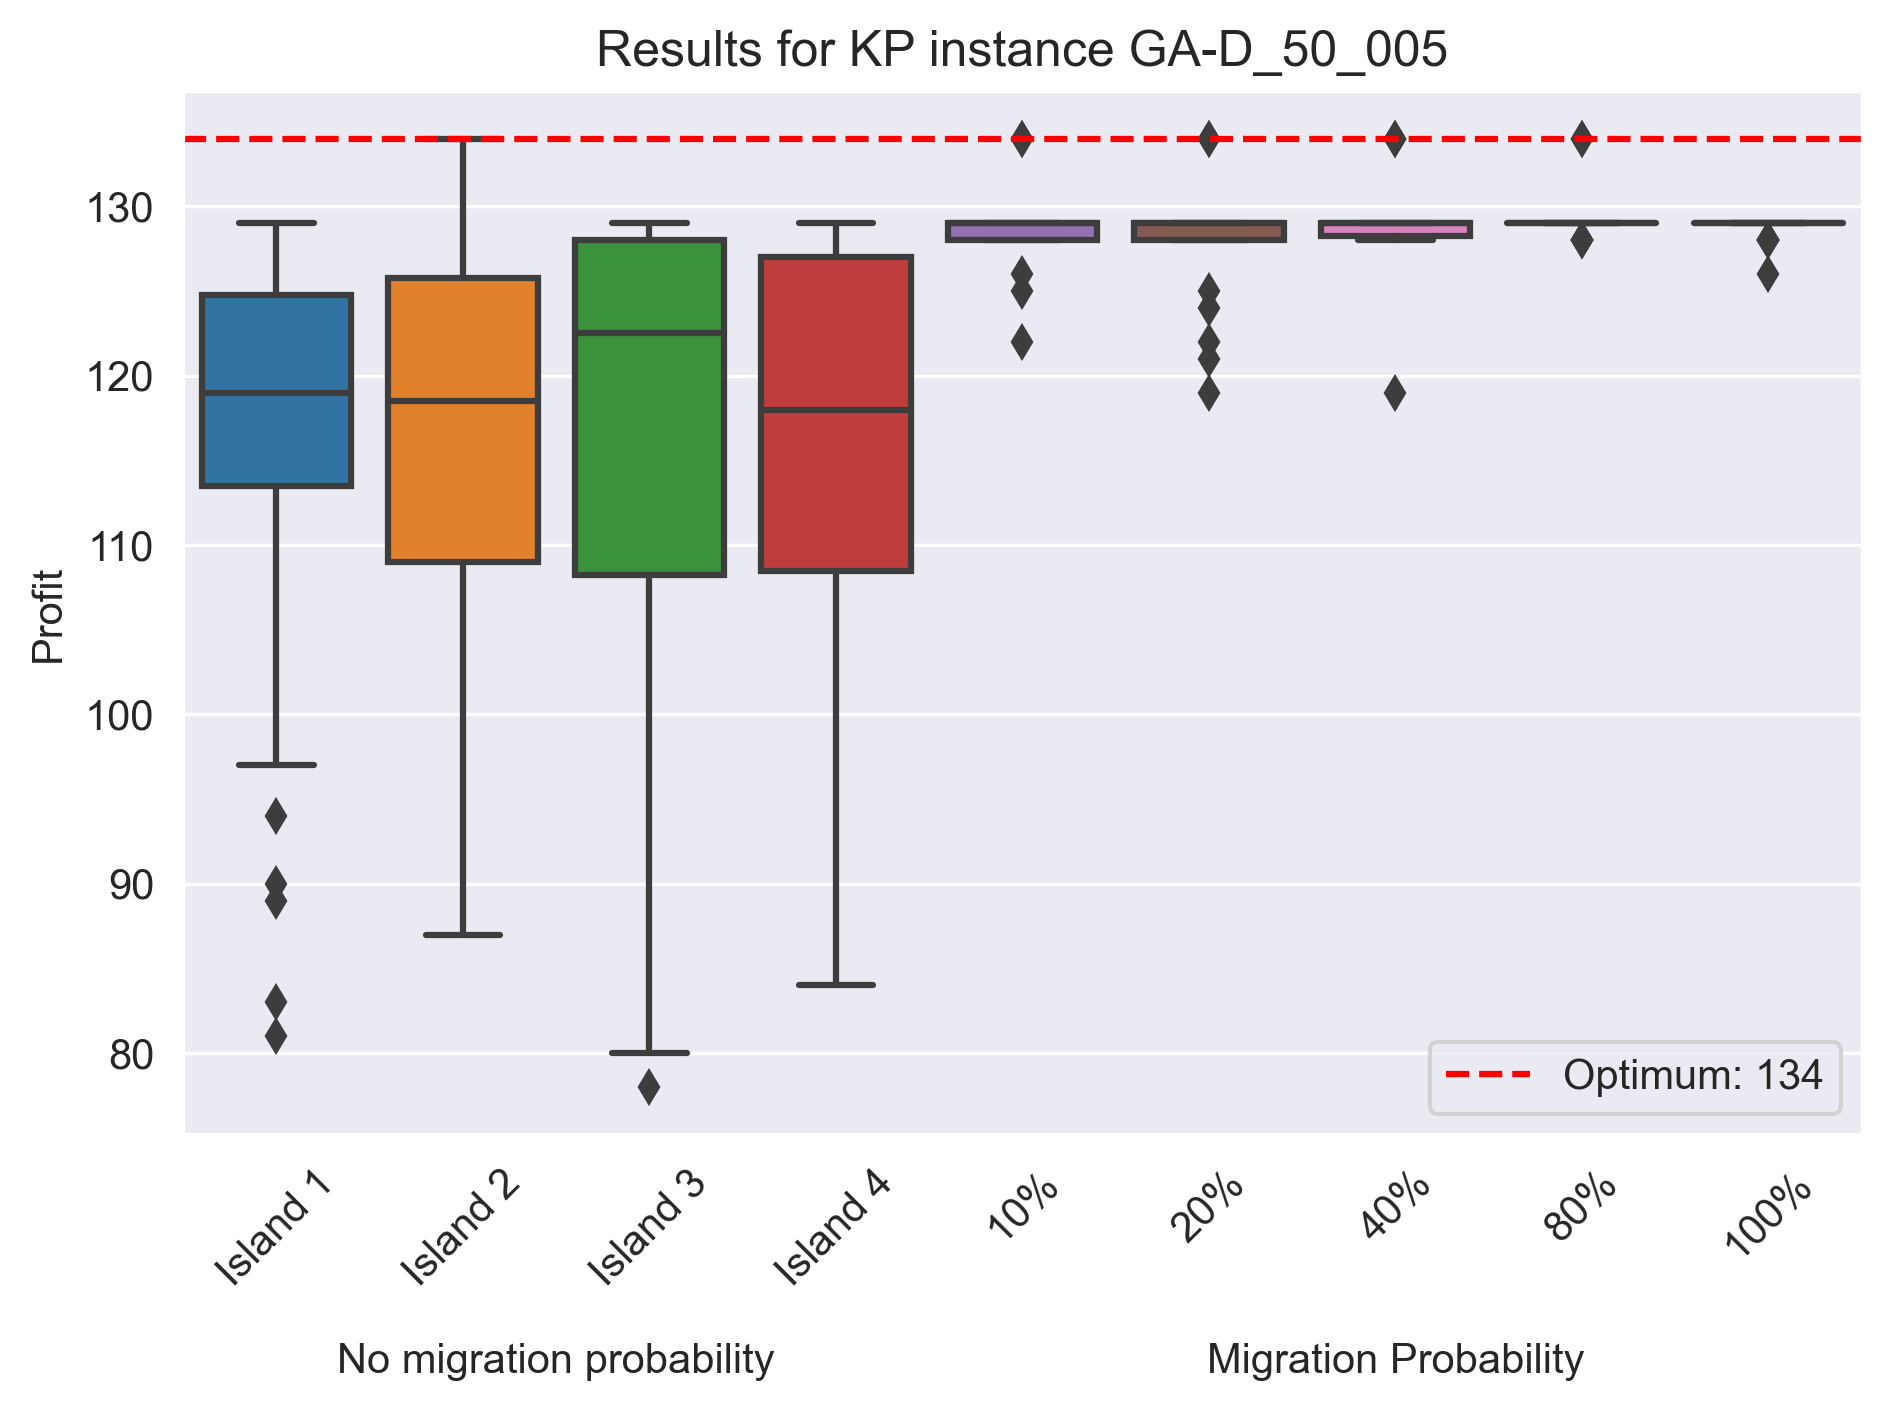 Results for KP instance GA-D_50_005
Profit
130
120
110
100
90
80
Optimum: 134
Island 1
Island 2
Island 3
Island 4
10%
20%
40%
80%
100%
No migration probability
Migration Probability